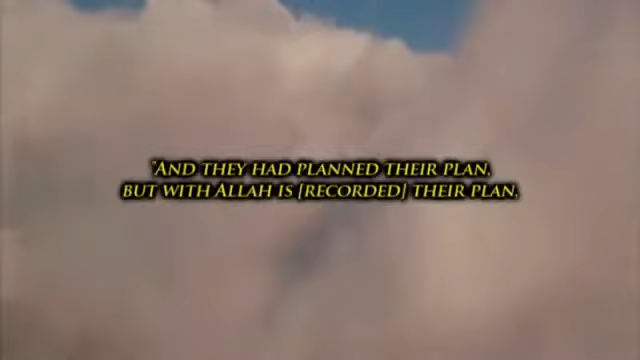 "And they had planned their plan,
but with Allah is [recorded] their plan,